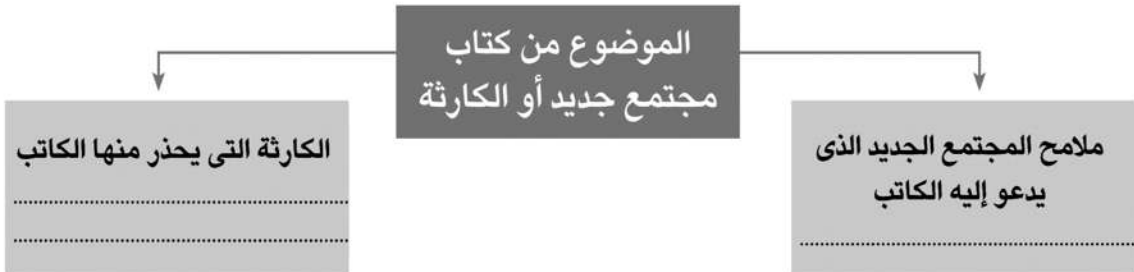 الموضوع من كتاب
مجتمع جديد أو الكارثة
ملامح المجتمع الجديد الذى
يدعو إليه الكاتب
................................................
الكارثة التى يحذر منها الكاتب
................................................
................................................